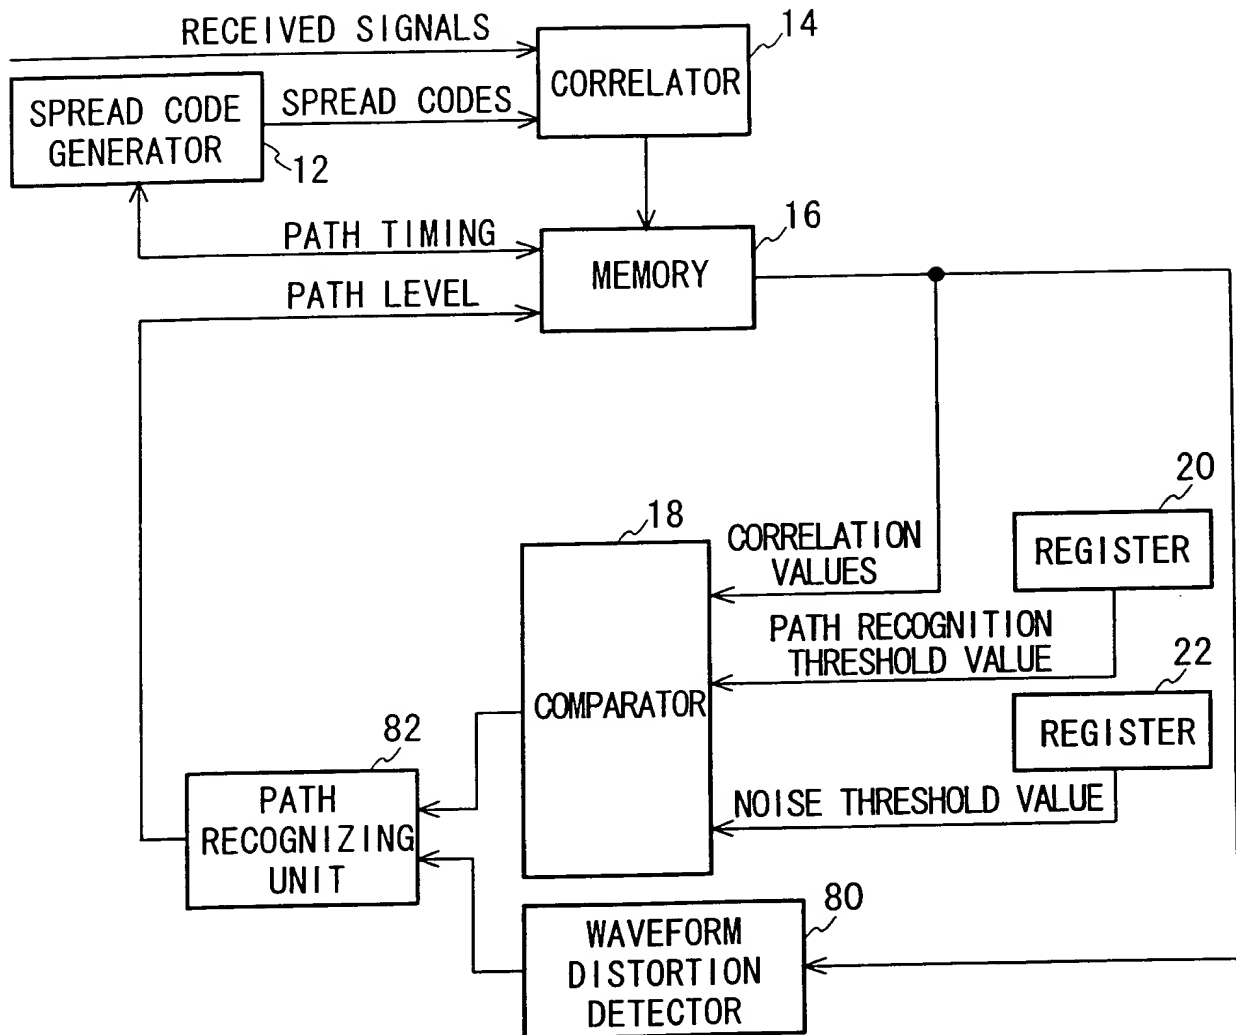 RECEIVED SIGNALS
14
CORRELATOR
SPREAD CODE
GENERATOR
SPREAD CODES
12
PATH TIMING
16
MEMORY
PATH LEVEL
18
CORRELATION
VALUES
20
REGISTER
PATH RECOGNITION
THRESHOLD VALUE
22
REGISTER
COMPARATOR
82
PATH
RECOGNIZING
UNIT
NOISE THRESHOLD VALUE
80
WAVEFORM
DISTORTION
DETECTOR